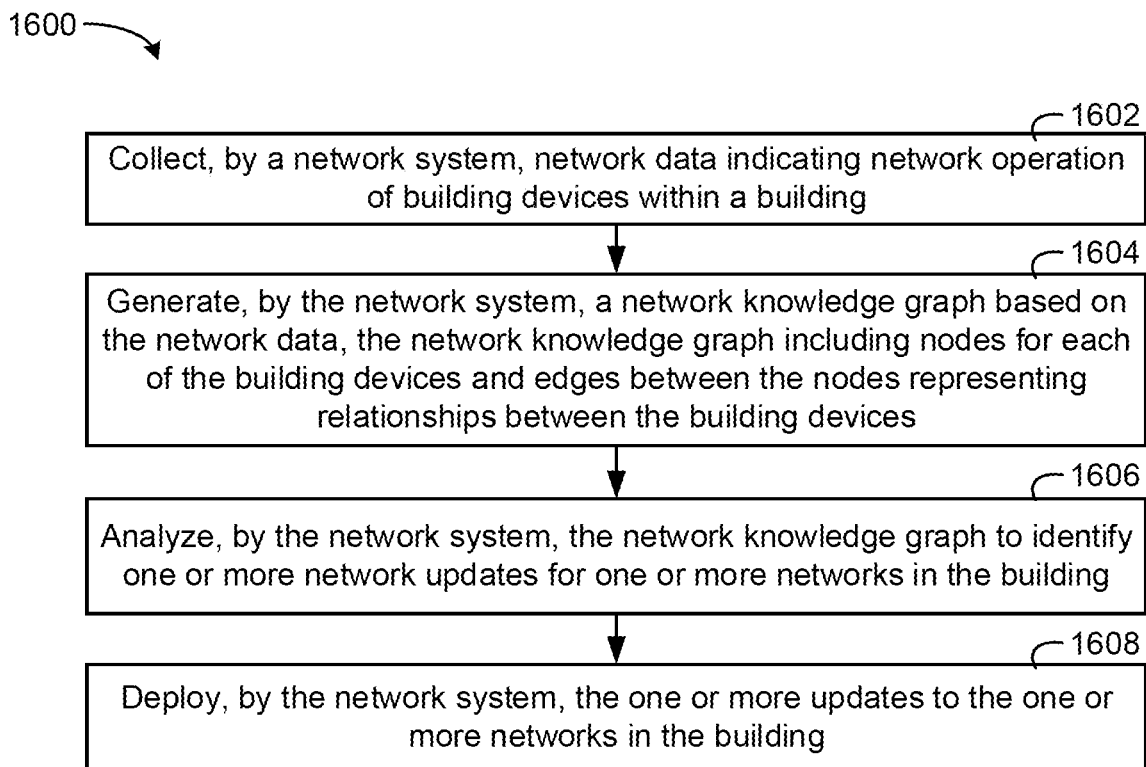 1600
1602
Collect, by a network system, network data indicating network operation
of building devices within a building
1604
Generate, by the network system, a network knowledge graph based on
the network data, the network knowledge graph including nodes for each
of the building devices and edges between the nodes representing
relationships between the building devices
1606
Analyze, by the network system, the network knowledge graph to identify
one or more network updates for one or more networks in the building
1608
Deploy, by the network system, the one or more updates to the one or
more networks in the building